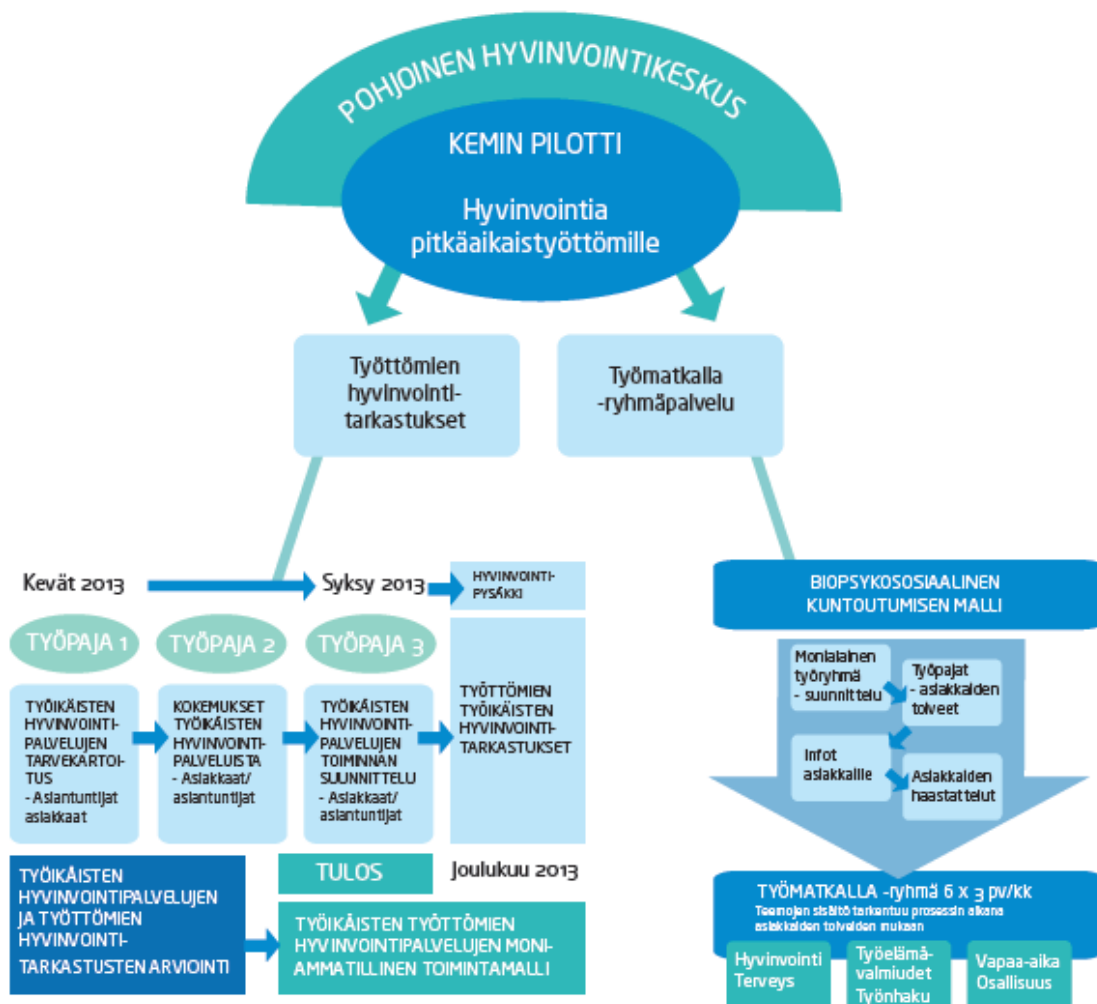 POHJOINEN HYVINVOINTIKESKUS
KEMIN PILOTTI
Hyvinvointia
pitkäaikaistyöttömille
Työttömien
hyvinvointi-
tarkastukset
Työmatkalla
-ryhmäpalvelu
Kevät 2013
Syksy 2013
HYVINVOINTI-
PYSÄKKI
TYÖPAJA 1
TYÖPAJA 2
TYÖPAJA 3
TYÖIKÄISTEN
HYVINVOINTI-
PALVELUJEN
TARVEKARTOI-
TUS
- Asiantuntijat
asiakkaat
KOKEMUKSET
TYÖIKÄISTEN
HYVINVOINTI-
PALVELUISTA
- Asiakkaat/
asiantuntijat
TYÖIKÄISTEN
HYVINVOINTI-
PALVELUJEN
TOIMINNAN
SUUNNITTELU
- Asiakkaat/
asiantuntijat
TYÖTTÖMIEN
TYÖIKÄISTEN
HYVINVOINTI-
TARKASTUKSET
TYÖIKÄISTEN
HYVINVOINTIPALVELUJEN
JA TYÖTTÖMIEN
HYVINVOINTI-
TARKASTUSTEN ARVIOINTI
TULOS
Joulukuu 2013
TYÖIKÄISTEN TYÖTTÖMIEN
HYVINVOINTIPALVELUJEN MONI-
AMMATILLINEN TOIMINTAMALLI
BIOPSYKOSOSIAALINEN
KUNTOUTUMISEN MALLI
Monialainen
työryhmä
- suunnittelu
Työpajat
- asiakkaiden
toiveet
Infot
asiakkaille
Asiakkaiden
haastattelut
TYÖMATKALLA -ryhmä 6 x 3 pv/kk
Teemojen sisältö tarkentuu prosessin aikana
asiakkaiden toiveiden mukaan
Hyvinvointi
Terveys
Työelämä-
valmiudet
Työnhaku
Vapaa-aika
Osallisuus